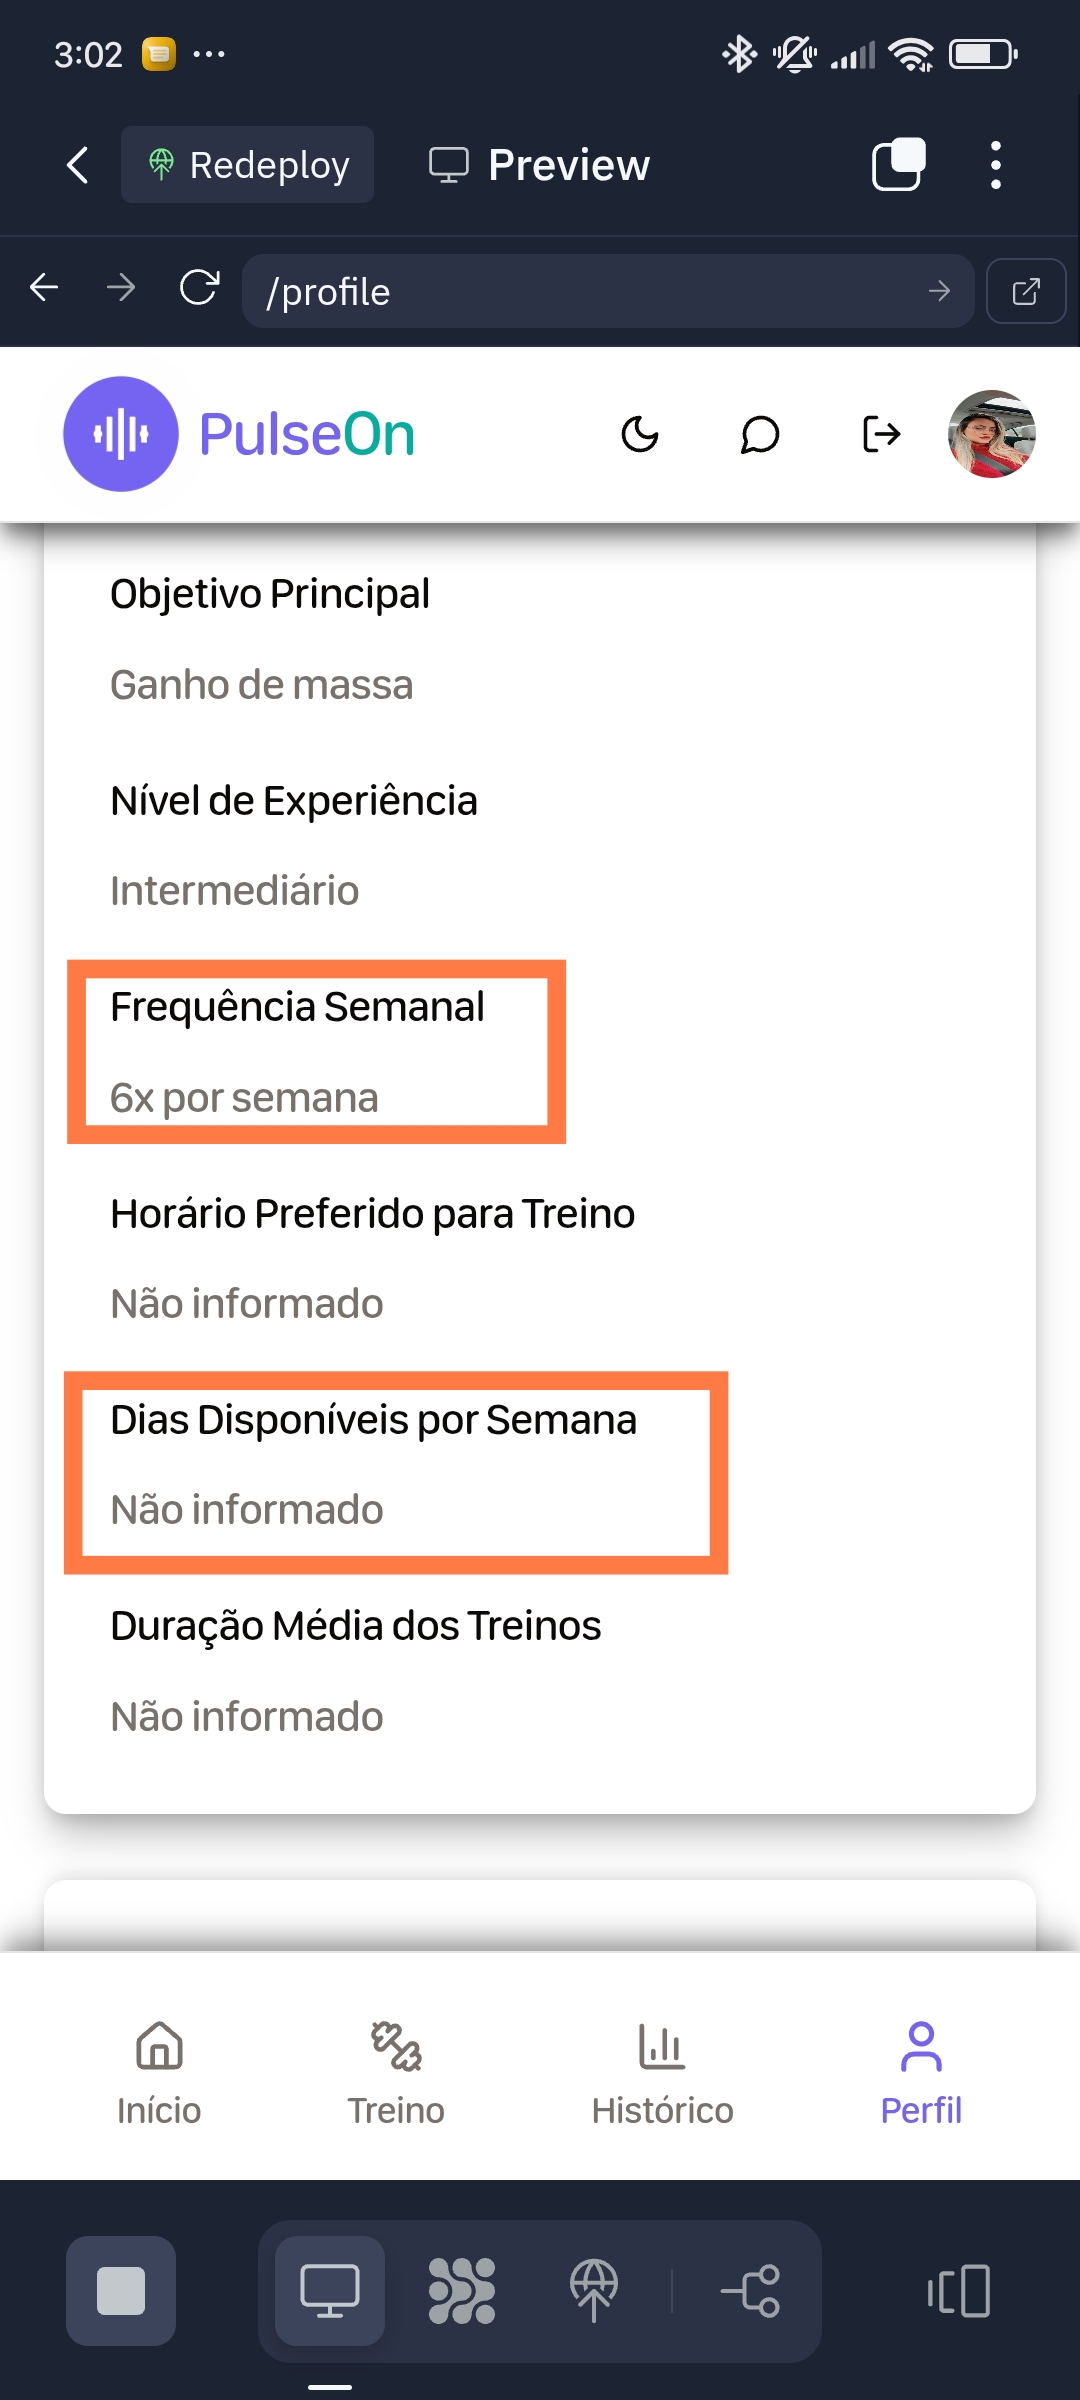 3:02
Redeploy
Preview
/profile
PulseOn
Objetivo Principal
Ganho de massa
Nível de Experiência
Intermediário
Frequência Semanal
6x por semana
Horário Preferido para Treino
Não informado
Dias Disponíveis por Semana
Não informado
Duração Média dos Treinos
Não informado
Início
Treino
Histórico
Perfil